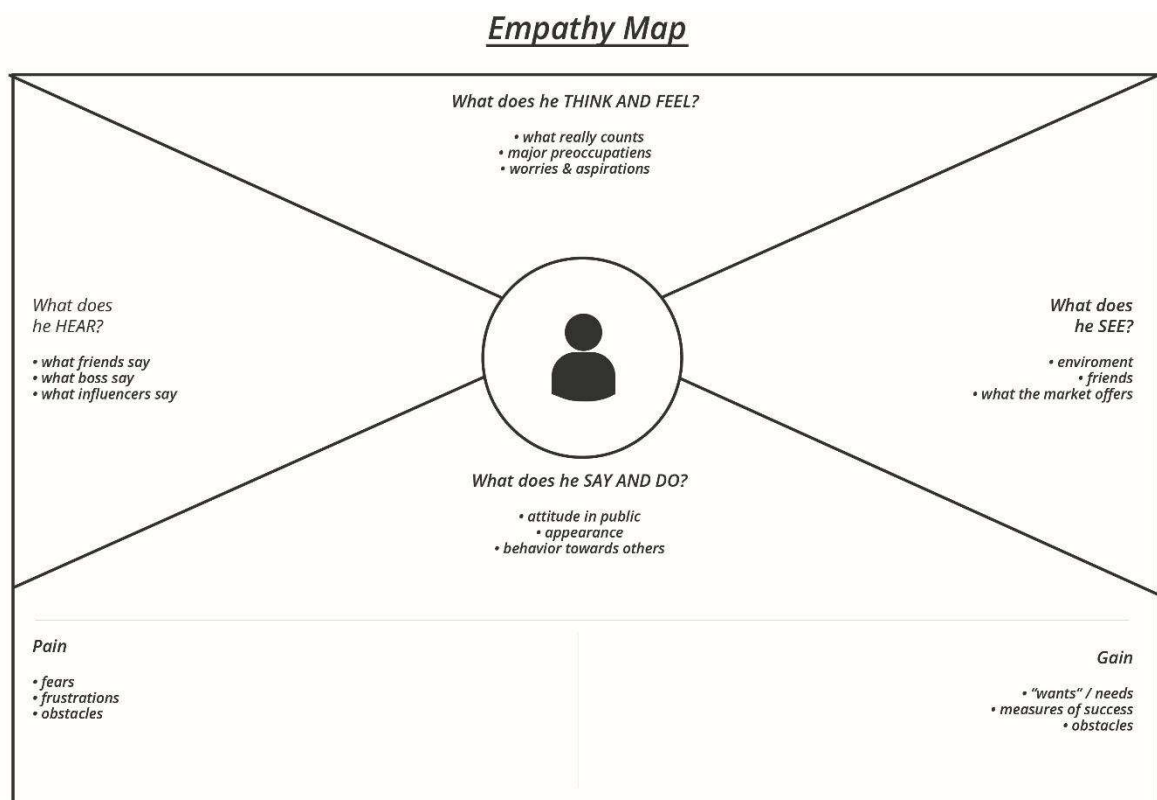 Empathy Map
What does he THINK AND FEEL?
• what really counts
• major preoccupatiens
• worries & aspirations
What does
he HEAR?
• what friends say
• what boss say
• what influencers say
What does
he SEE?
• enviroment
• friends
• what the market offers
What does he SAY AND DO?
• attitude in public
• appearance
• behavior towards others
Pain
• fears
• frustrations
• obstacles
Gain
• “wants” / needs
• measures of success
• obstacles